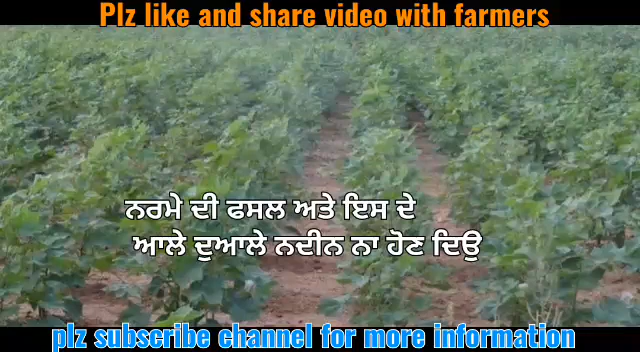 Plz like and share video with farmers
ਨਰਮੇ ਦੀ ਫਸਲ ਅਤੇ ਇਸ ਦੇ
ਆਲੇ ਦੁਆਲੇ ਨਦੀਨ ਨਾ ਹੋਣ ਦਿਉ
plz subscribe channel for more information